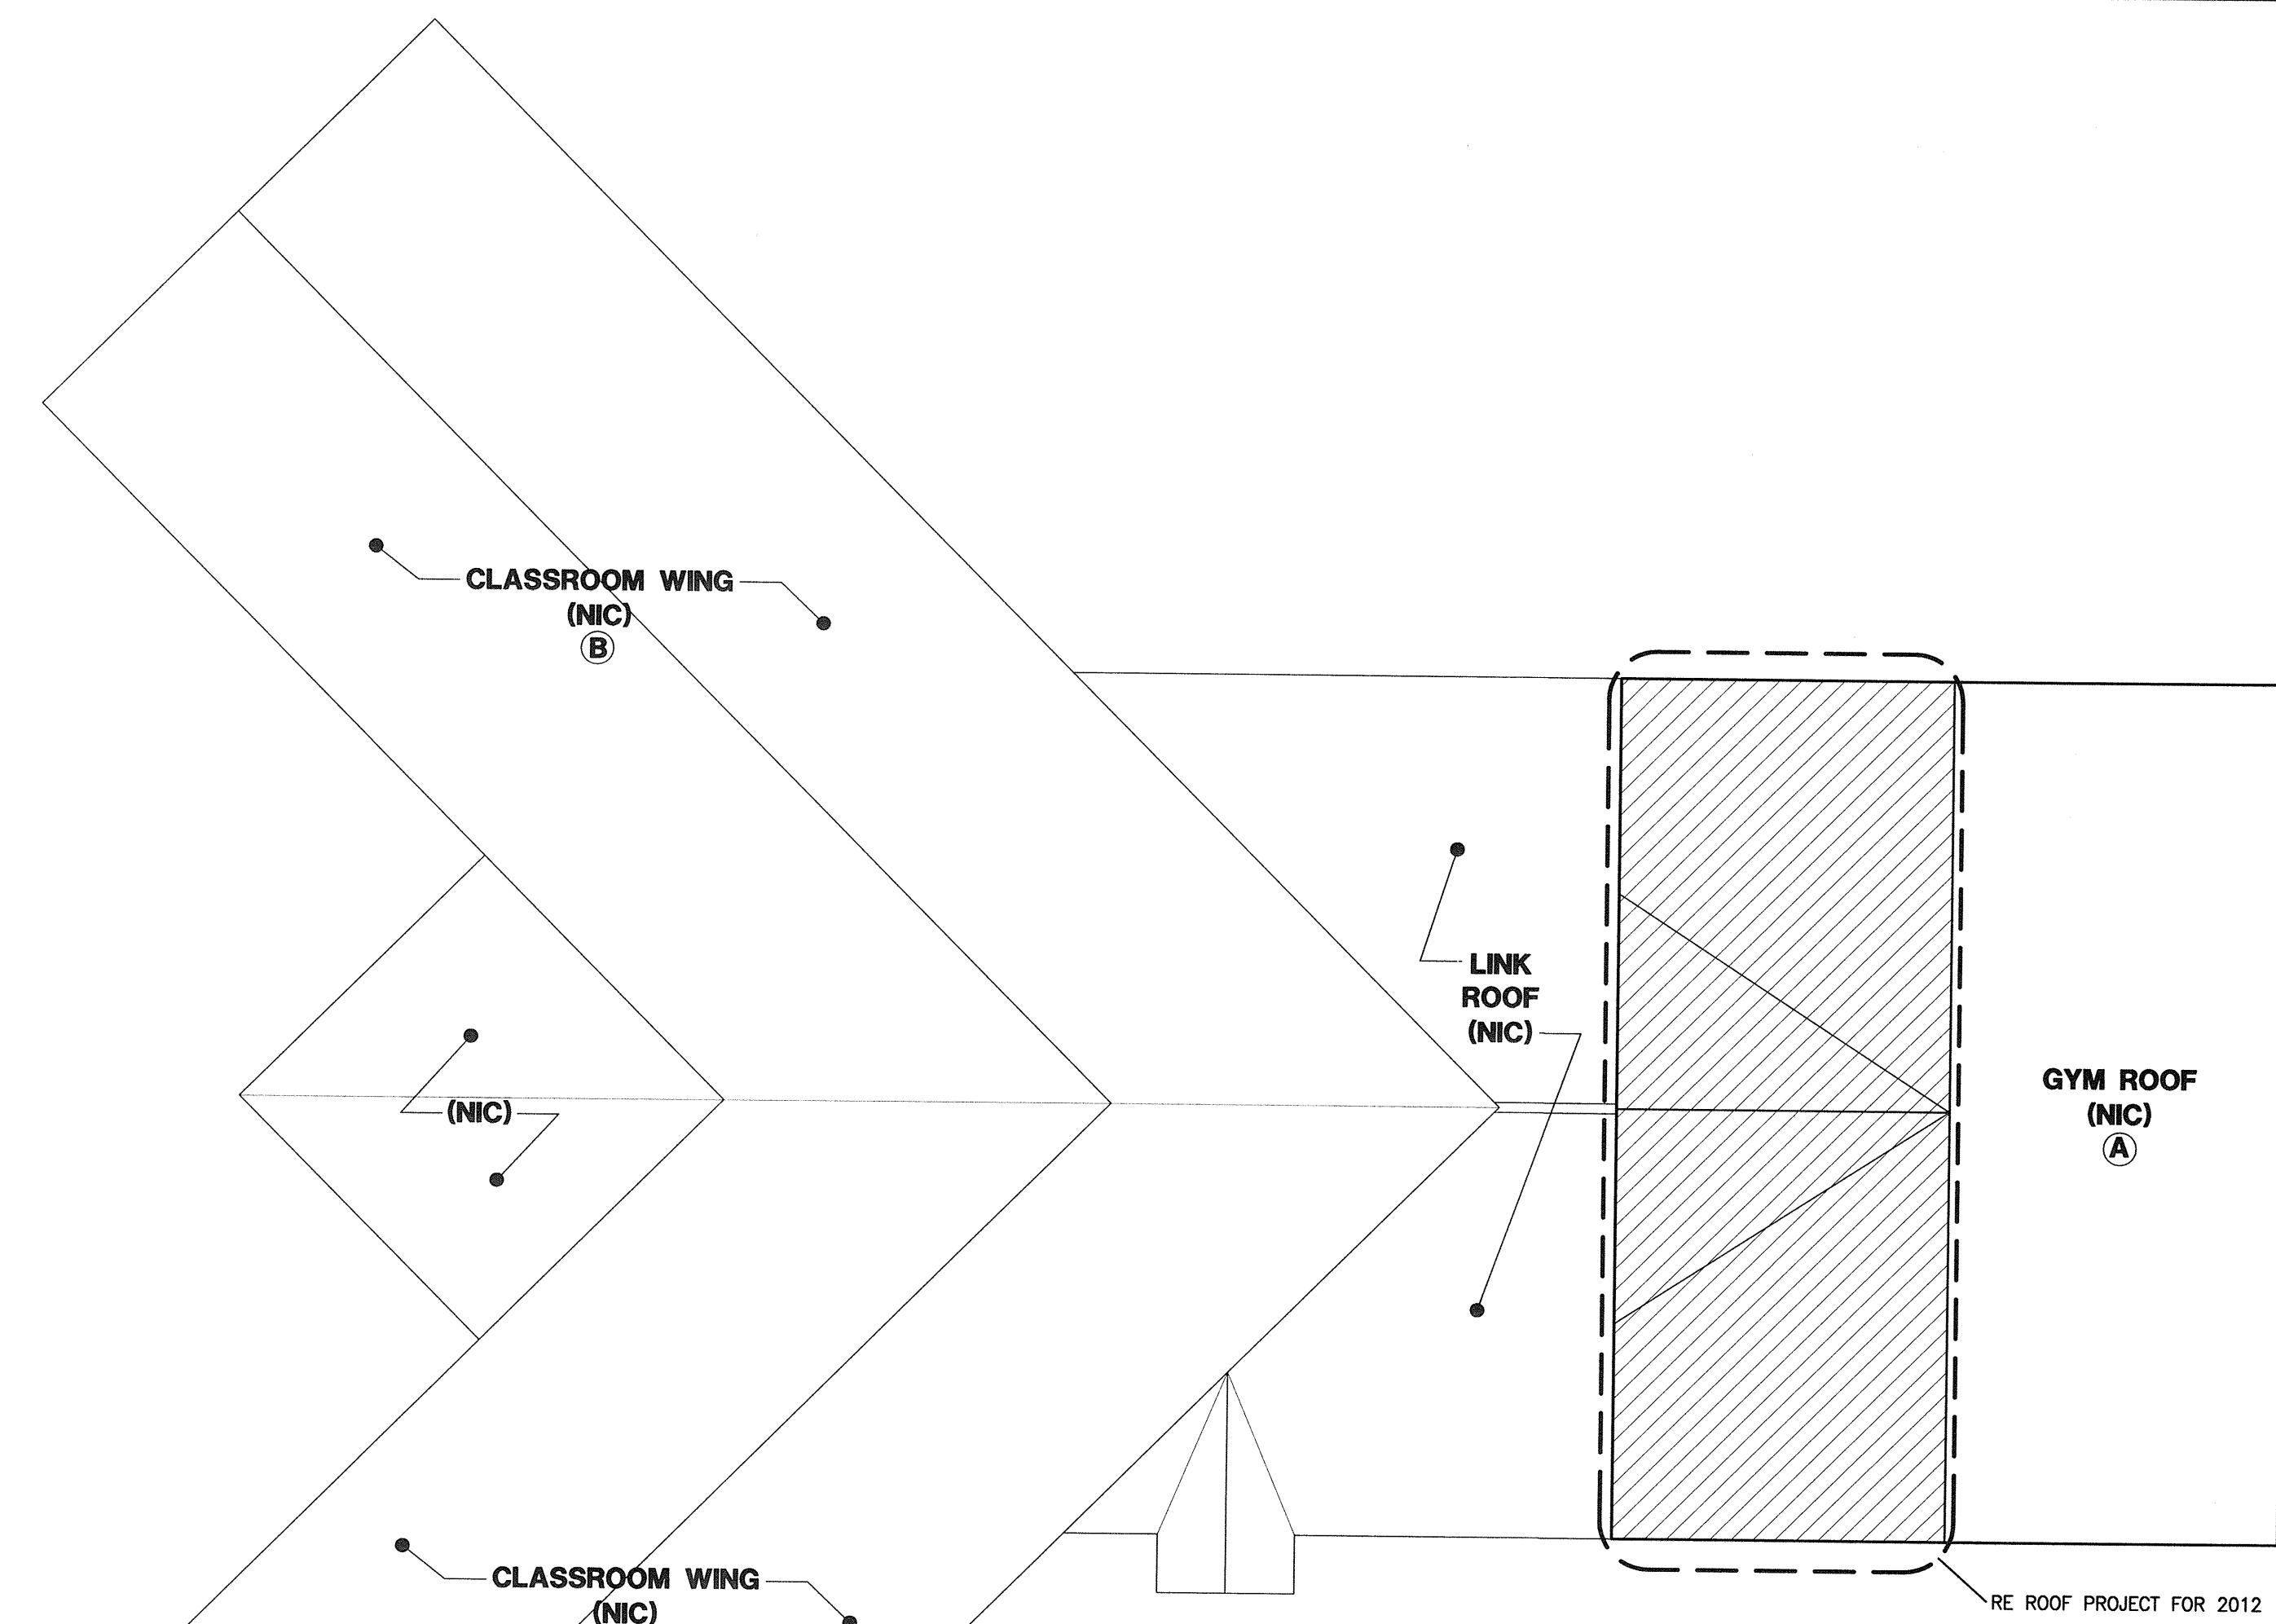 CLASSROOM WING
(NIC)
B
LINK
ROOF
(NIC)
GYM ROOF
(NIC)
A
(NIC)
CLASSROOM WING
(NIC)
RE ROOF PROJECT FOR 2012